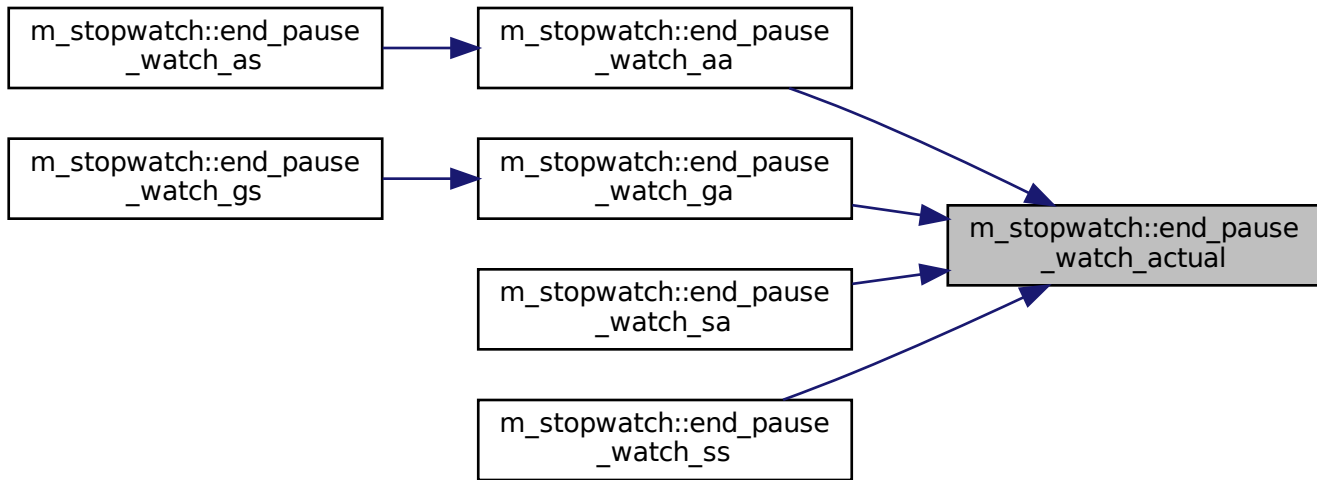 m_stopwatch::end_pause
_watch_as
m_stopwatch::end_pause
_watch_aa
m_stopwatch::end_pause
_watch_gs
m_stopwatch::end_pause
_watch_ga
m_stopwatch::end_pause
_watch_actual
m_stopwatch::end_pause
_watch_sa
m_stopwatch::end_pause
_watch_ss